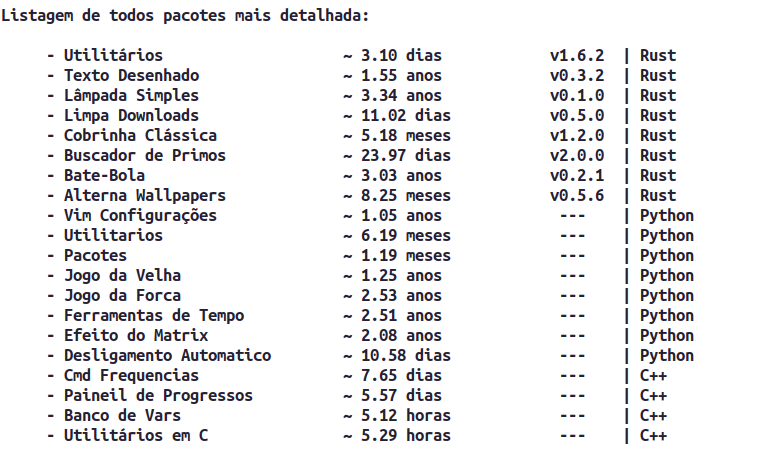 Listagem de todos pacotes mais detalhada:
- Utilitários ~ 3.10 dias v1.6.2 | Rust
- Texto Desenhado ~ 1.55 anos v0.3.2 | Rust
- Lâmpada Simples ~ 3.34 anos v0.1.0 | Rust
- Limpa Downloads ~ 11.02 dias v0.5.0 | Rust
- Cobrinha Clássica ~ 5.18 meses v1.2.0 | Rust
- Buscador de Primos ~ 23.97 dias v2.0.0 | Rust
- Bate-Bola ~ 3.03 anos v0.2.1 | Rust
- Alterna Wallpapers ~ 8.25 meses v0.5.6 | Rust
- Vim Configurações ~ 1.05 anos --- | Python
- Utilitarios ~ 6.19 meses --- | Python
- Pacotes ~ 1.19 meses --- | Python
- Jogo da Velha ~ 1.25 anos --- | Python
- Jogo da Forca ~ 2.53 anos --- | Python
- Ferramentas de Tempo ~ 2.51 anos --- | Python
- Efeito do Matrix ~ 2.08 anos --- | Python
- Desligamento Automatico ~ 10.58 dias --- | Python
- Cmd Frequencias ~ 7.65 dias --- | C++
- Paineil de Progressos ~ 5.57 dias --- | C++
- Banco de Vars ~ 5.12 horas --- | C++
- Utilitários em C ~ 5.29 horas --- | C++